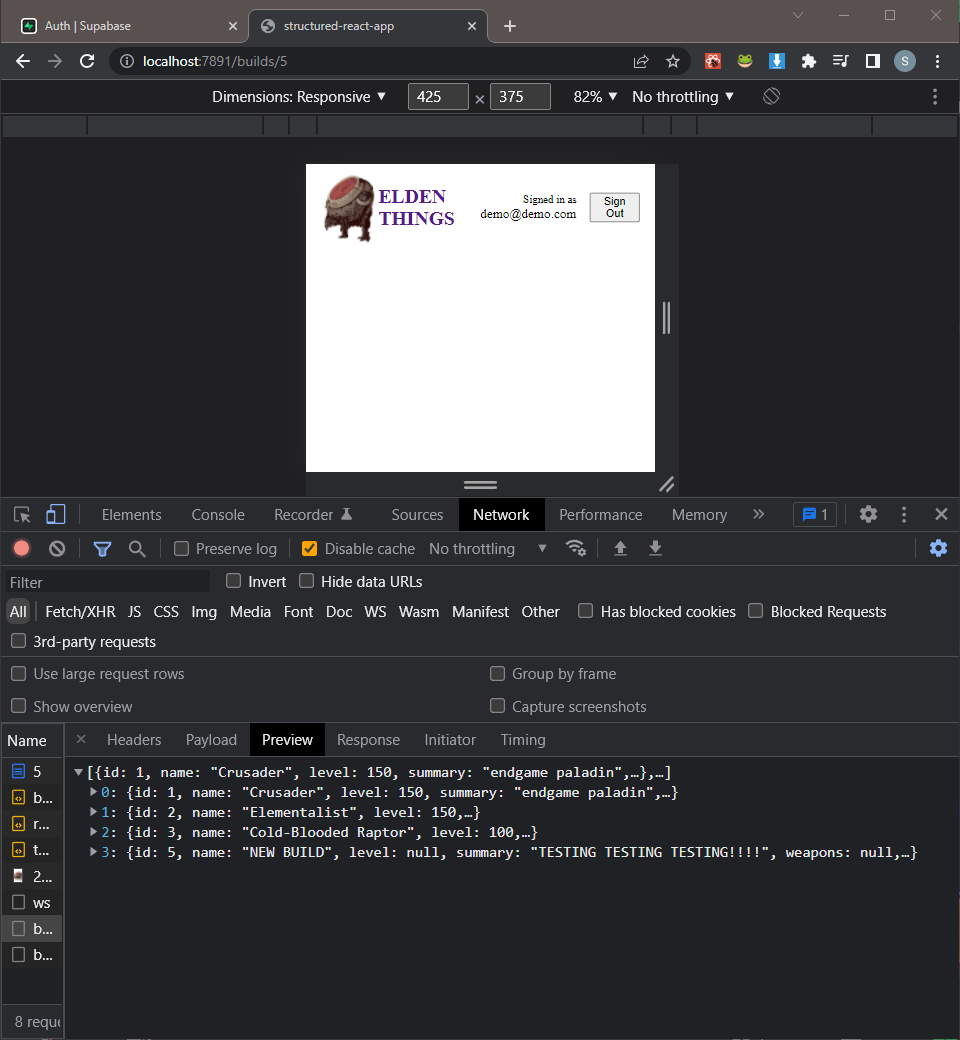 Auth | Supabase
structured-react-app
localhost:7891/builds/5
S
Dimensions: Responsive
425
375
82%
No throttling
ELDEN
THINGS
Signed in as
demo@demo.com
Sign
Out
Elements
Console
Recorder
Sources
Network
Performance
Memory
1
Preserve log
Disable cache
No throttling
Filter
Invert
Hide data URLs
All
Fetch/XHR
JS
CSS
Img
Media
Font
Doc
WS
Wasm
Manifest
Other
Has blocked cookies
Blocked Requests
3rd-party requests
Use large request rows
Group by frame
Show overview
Capture screenshots
Name
Headers
Payload
Preview
Response
Initiator
Timing
5
b...
r...
t...
2...
ws
b...
b...
[{id: 1, name: "Crusader", level: 150, summary: "endgame paladin",…},…]
0: {id: 1, name: "Crusader", level: 150, summary: "endgame paladin",…}
1: {id: 2, name: "Elementalist", level: 150,…}
2: {id: 3, name: "Cold-Blooded Raptor", level: 100,…}
3: {id: 5, name: "NEW BUILD", level: null, summary: "TESTING TESTING TESTING!!!!", weapons: null,…}
8 requ